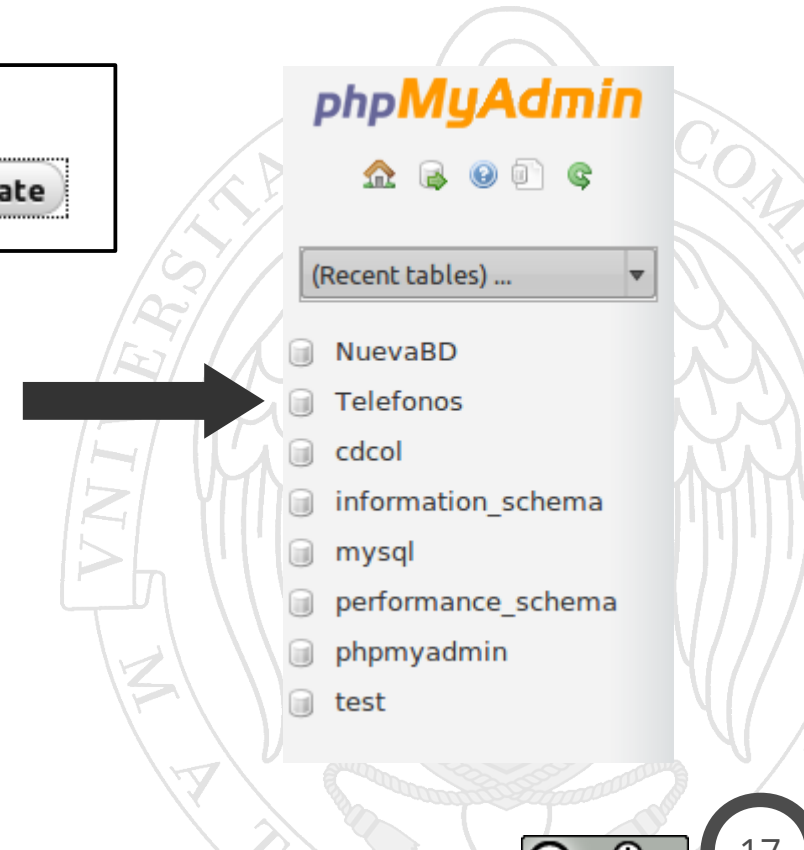 ate
phpMyAdmin
(Recent tables) ...
NuevaBD
Telefonos
cdcol
information_schema
mysql
performance_schema
phpmyadmin
test
17